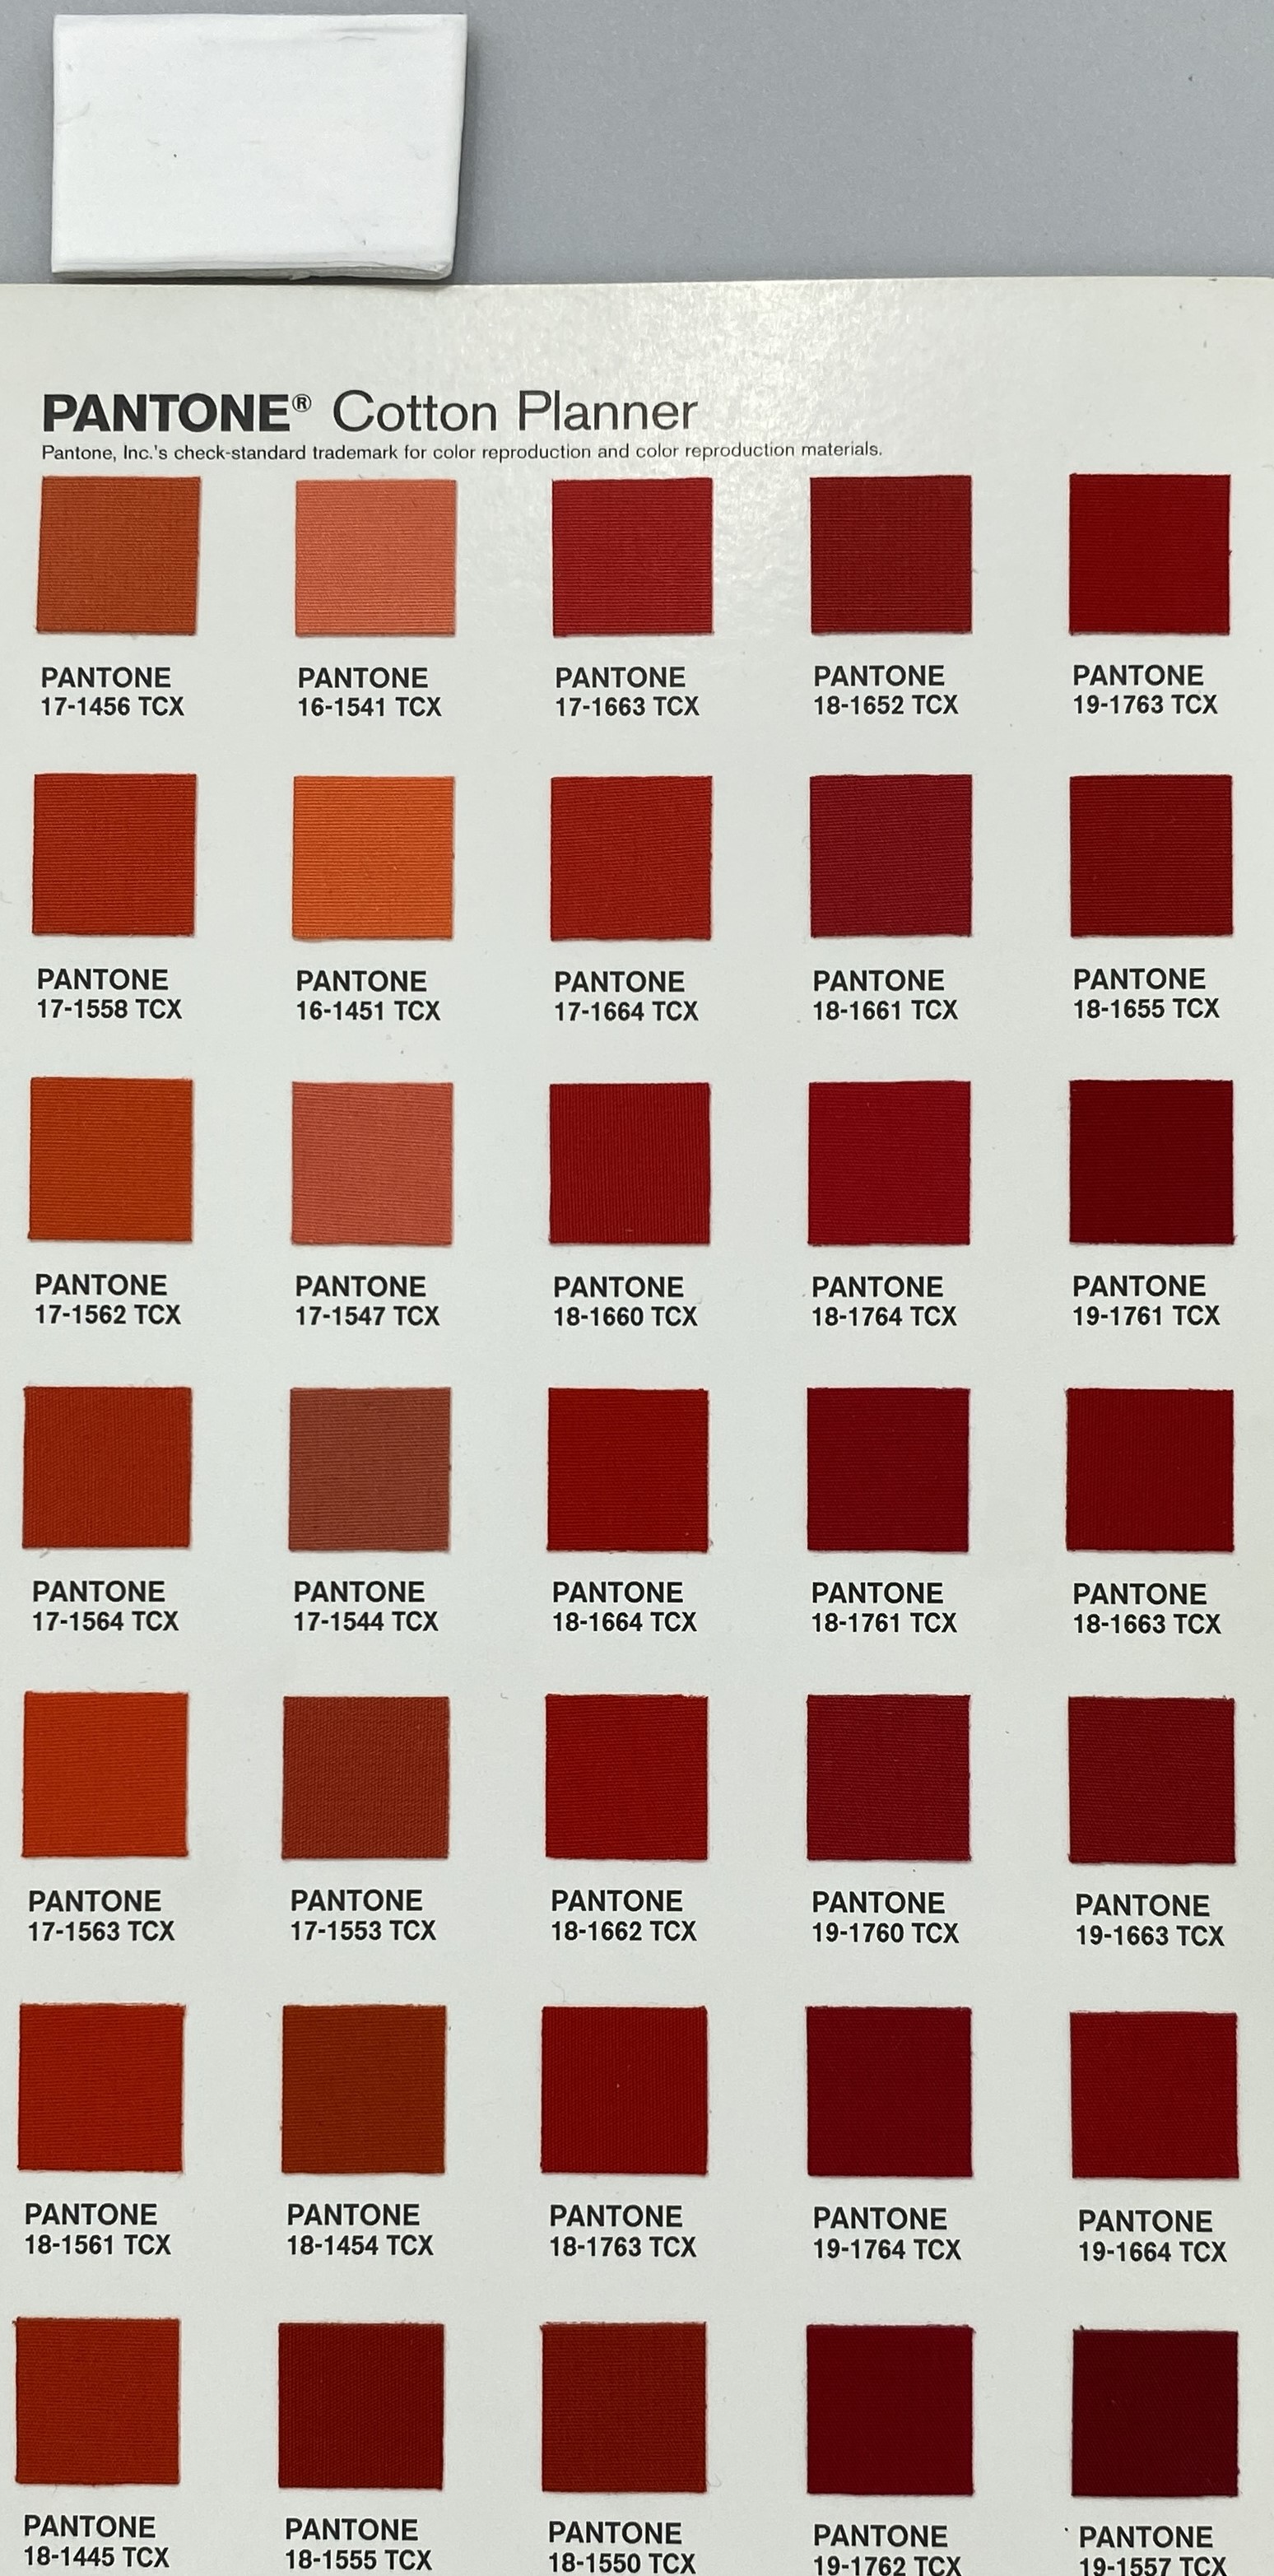 PANTONE® Cotton Planner
Pantone, Inc.'s check-standard trademark for color reproduction and color reproduction materials.
PANTONE PANTONE PANTONE PANTONE PANTONE
17-1456 TCX 16-1541 TCX 17-1663 TCX 18-1652 TCX 19-1763 TCX
PANTONE PANTONE PANTONE PANTONE PANTONE
17-1558 TCX 16-1451 TCX 17-1664 TCX 18-1661 TCX 18-1655 TCX
PANTONE PANTONE PANTONE PANTONE PANTONE
17-1562 TCX 17-1547 TCX 18-1660 TCX 18-1764 TCX 19-1761 TCX
PANTONE PANTONE PANTONE PANTONE PANTONE
17-1564 TCX 17-1544 TCX 18-1664 TCX 18-1761 TCX 18-1663 TCX
PANTONE PANTONE PANTONE PANTONE PANTONE
17-1563 TCX 17-1553 TCX 18-1662 TCX 19-1760 TCX 19-1663 TCX
PANTONE PANTONE PANTONE PANTONE PANTONE
18-1561 TCX 18-1454 TCX 18-1763 TCX 19-1764 TCX 19-1664 TCX
PANTONE PANTONE PANTONE PANTONE PANTONE
18-1445 TCX 18-1555 TCX 18-1550 TCX 19-1762 TCX 19-1557 TCX